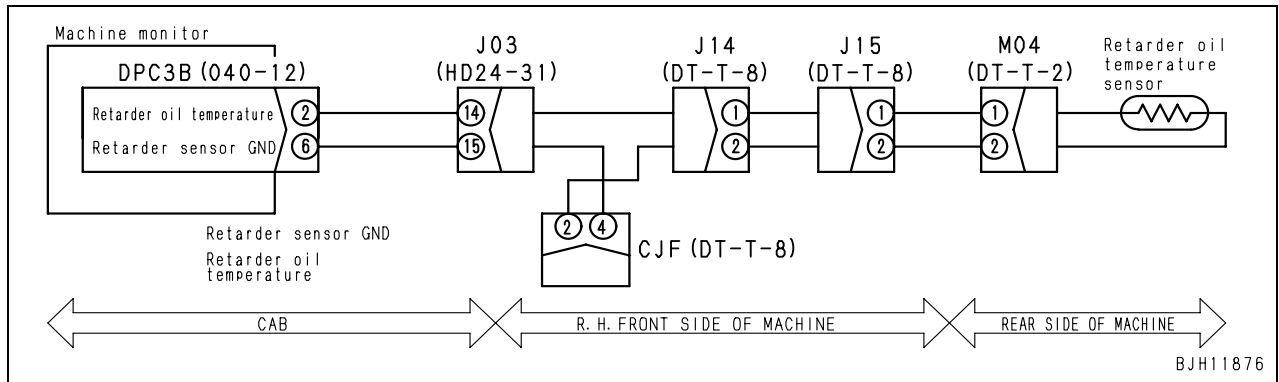 Machine monitor
DPC3B (040-12)
Retarder oil temperature
2
Retarder sensor GND
6
J03
(HD24-31)
14
15
J14
(DT-T-8)
1
2
J15
(DT-T-8)
1
2
M04
(DT-T-2)
1
2
Retarder oil
temperature
sensor
2 4
CJF (DT-T-8)
Retarder sensor GND
Retarder oil
temperature
CAB
R.H. FRONT SIDE OF MACHINE
REAR SIDE OF MACHINE
BJH11876